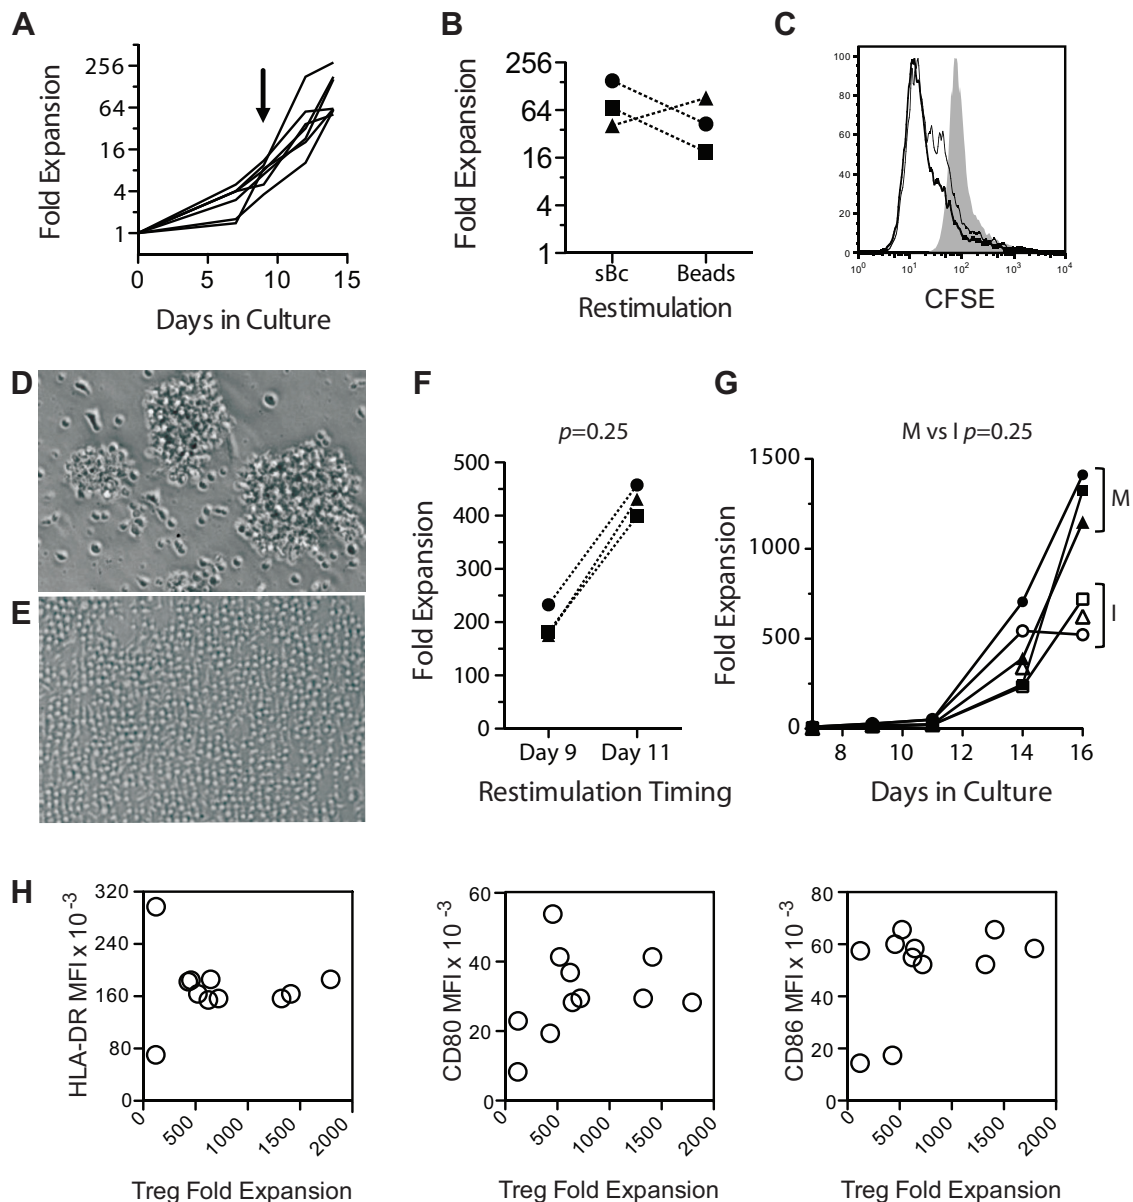 A
Fold Expansion
256
64
16
4
1
0 5 10 15
Days in Culture
B
Fold Expansion
256
64
16
4
1
sBc Beads
Restimulation
C
100
80
60
40
20
0
10⁰ 10¹ 10² 10³ 10⁴
CFSE
D
E
F
p=0.25
Fold Expansion
500
400
300
200
100
0
Day 9 Day 11
Restimulation Timing
G
M vs I p=0.25
Fold Expansion
1500
1000
500
0
8 10 12 14 16
M
I
Days in Culture
H
HLA-DR MFI x 10 -3
320
240
160
80
0
0 500 1000 1500 2000
Treg Fold Expansion
CD80 MFI x 10 -3
60
40
20
0
0 500 1000 1500 2000
Treg Fold Expansion
CD86 MFI x 10 -3
80
60
40
20
0
0 500 1000 1500 2000
Treg Fold Expansion